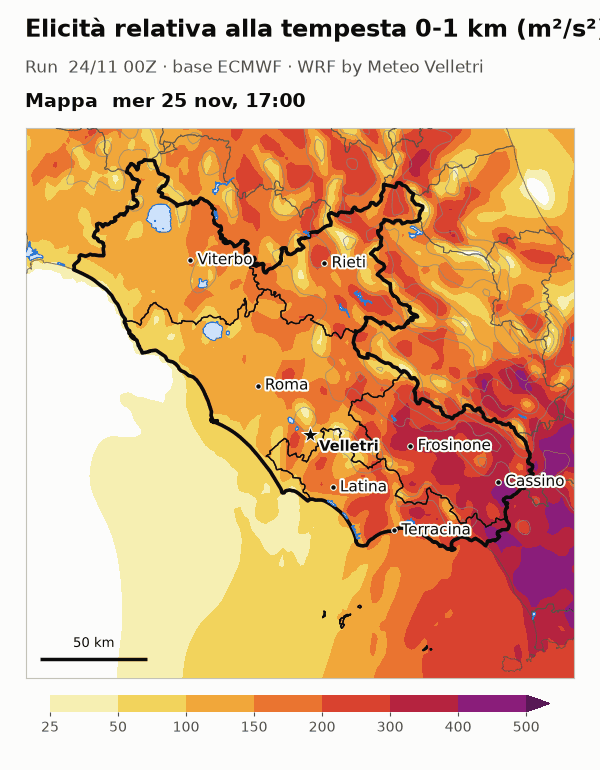 Elicità relativa alla tempesta 0-1 km (m²/s²)
Run 24/11 00Z · base ECMWF · WRF by Meteo Velletri
Mappa mer 25 nov, 17:00
Viterbo
Rieti
Roma
Velletri
Frosinone
Cassino
Latina
Terracina
50 km
25 50 100 150 200 300 400 500